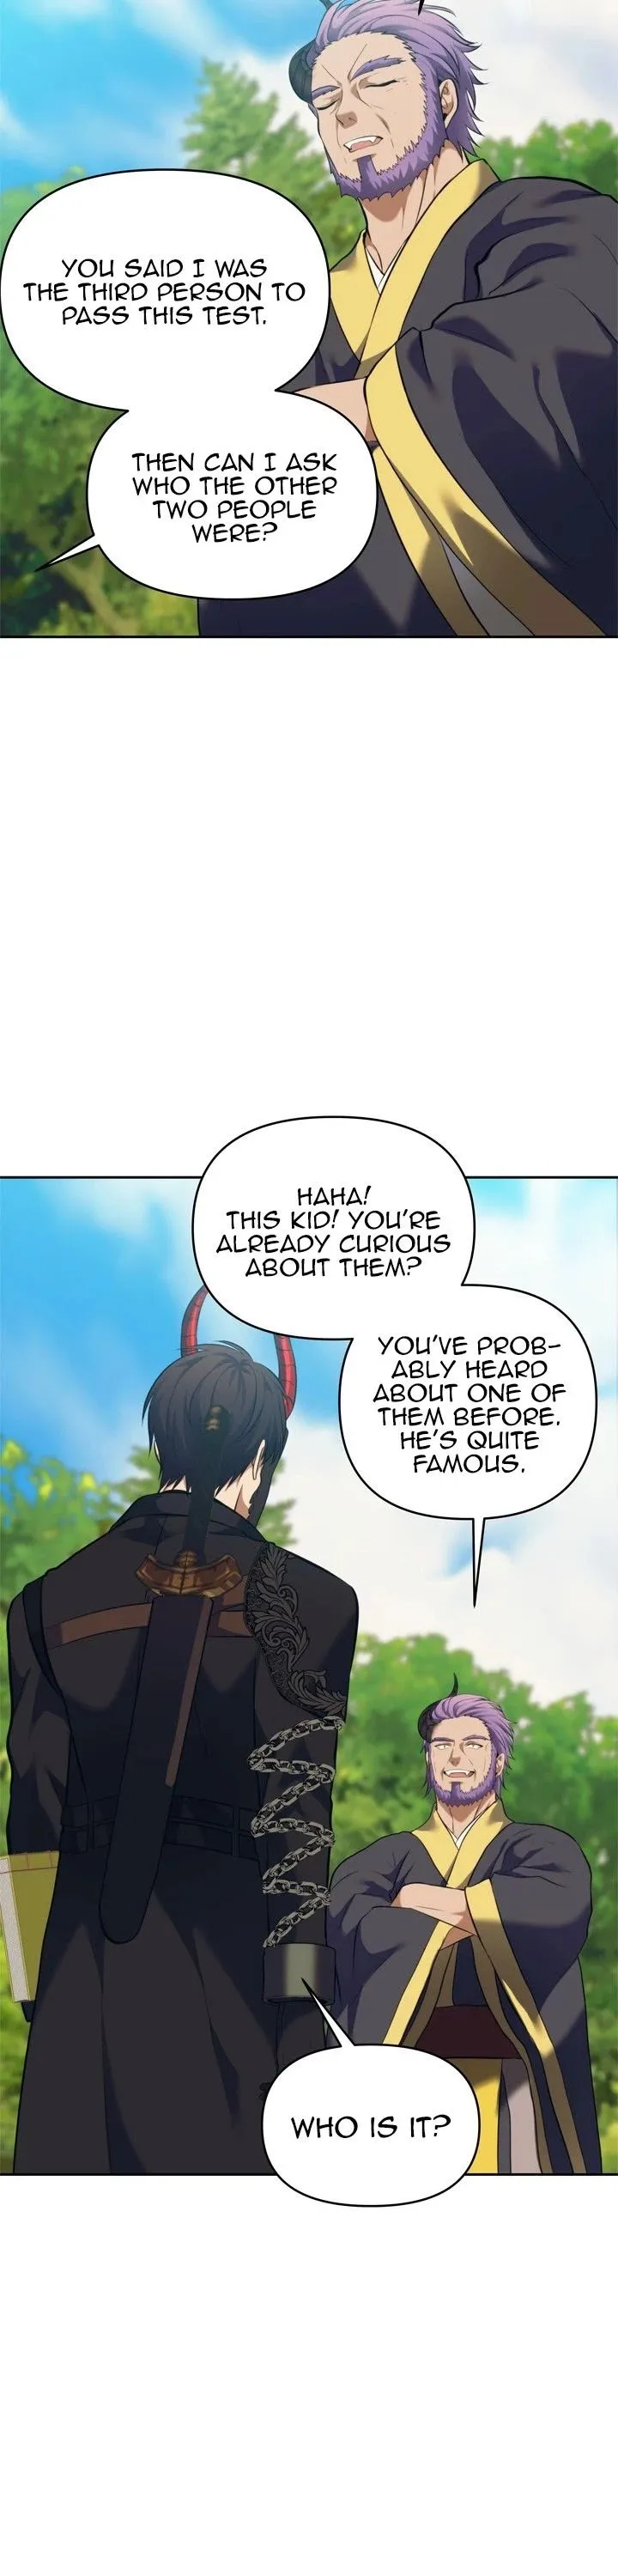 YOU SAID I WAS
THE THIRD PERSON TO
PASS THIS TEST.
THEN CAN I ASK
WHO THE OTHER
TWO PEOPLE
WERE?
HAHA!
THIS KID! YOU'RE
ALREADY CURIOUS
ABOUT THEM?
YOU'VE PROB-
ABLY HEARD
ABOUT ONE OF
THEM BEFORE.
HE'S QUITE
FAMOUS.
WHO IS IT?